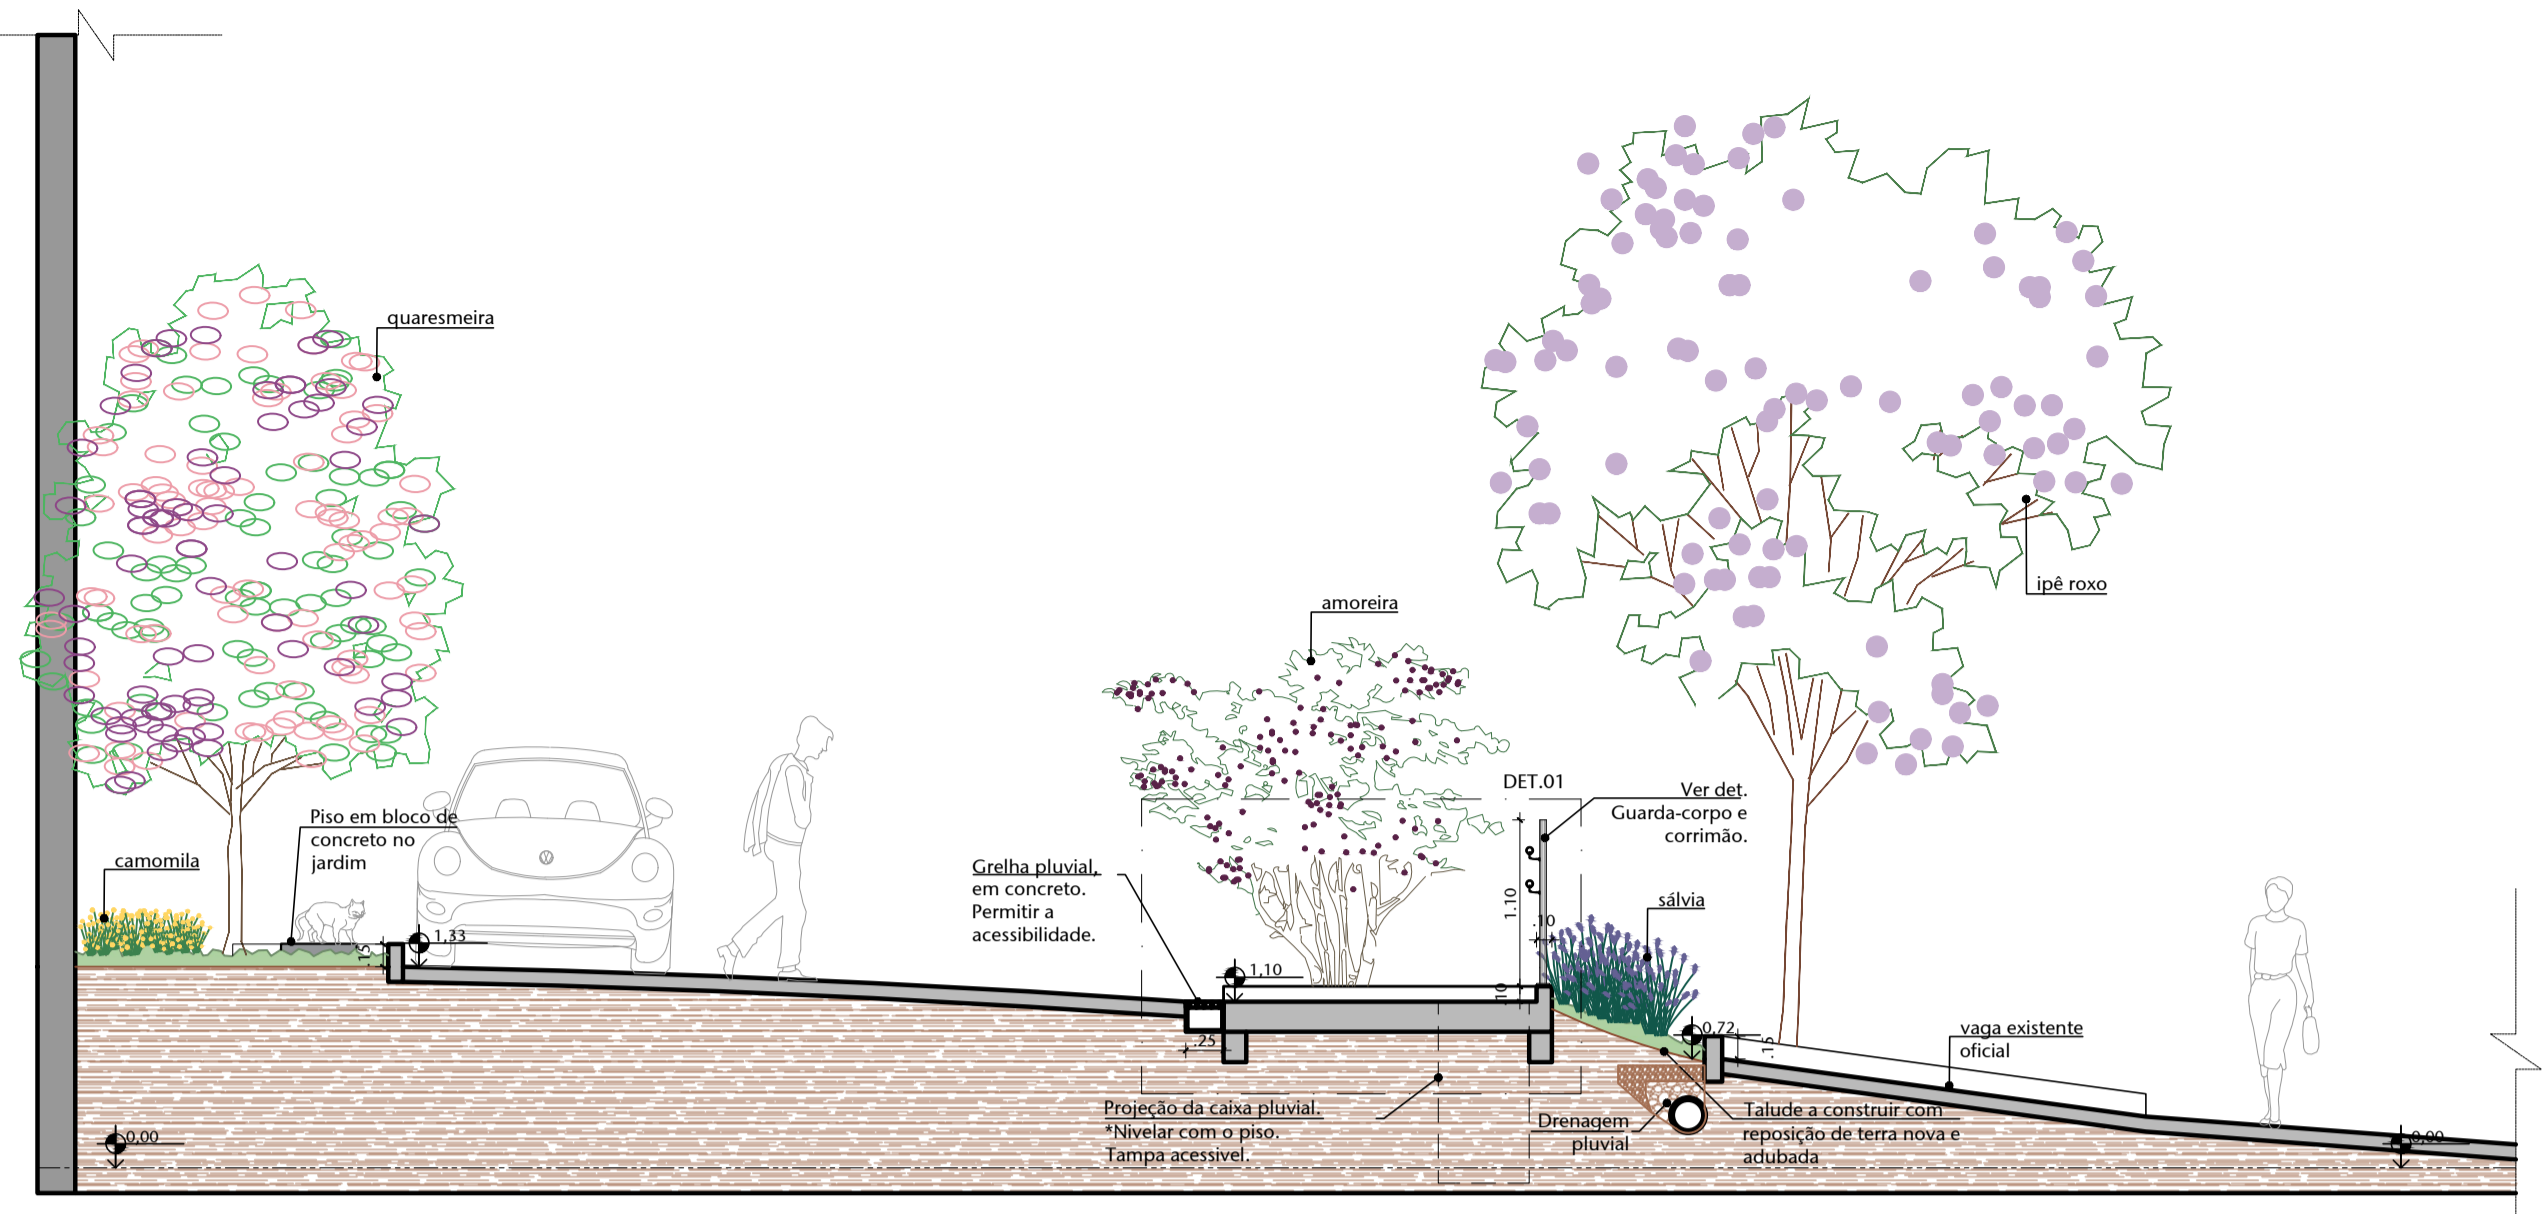 quaresmeira
Piso em bloco de
concreto no
jardim
camomila
.15
1,33
0,00
Grelha pluvial,
em concreto.
Permitir a
acessibilidade.
amoreira
1,10
.25
DET.01
Ver det.
Guarda-corpo e
corrimão.
1.10
.10
.10
sálvia
ipê roxo
0,72
.15
vaga existente
oficial
Projeção da caixa pluvial.
*Nivelar com o piso.
Tampa acessivel.
Drenagem
pluvial
Talude a construir com
reposição de terra nova e
adubada
0,00